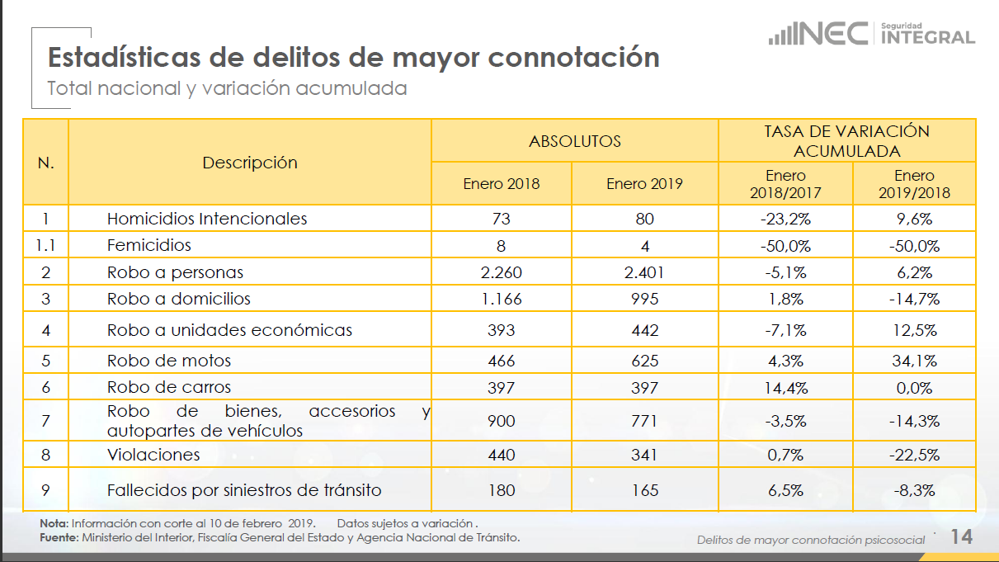 INEC Seguridad INTEGRAL
Estadísticas de delitos de mayor connotación
Total nacional y variación acumulada
N. Descripción ABSOLUTOS TASA DE VARIACIÓN ACUMULADA
Enero 2018 Enero 2019 Enero 2018/2017 Enero 2019/2018
1 Homicidios Intencionales 73 80 -23,2% 9,6%
1.1 Femicidios 8 4 -50,0% -50,0%
2 Robo a personas 2.260 2.401 -5,1% 6,2%
3 Robo a domicilios 1.166 995 1,8% -14,7%
4 Robo a unidades económicas 393 442 -7,1% 12,5%
5 Robo de motos 466 625 4,3% 34,1%
6 Robo de carros 397 397 14,4% 0,0%
7 Robo de bienes, accesorios y autopartes de vehículos 900 771 -3,5% -14,3%
8 Violaciones 440 341 0,7% -22,5%
9 Fallecidos por siniestros de tránsito 180 165 6,5% -8,3%
Nota: Información con corte al 10 de febrero 2019. Datos sujetos a variación .
Fuente: Ministerio del Interior, Fiscalía General del Estado y Agencia Nacional de Tránsito.
Delitos de mayor connotación psicosocial 14